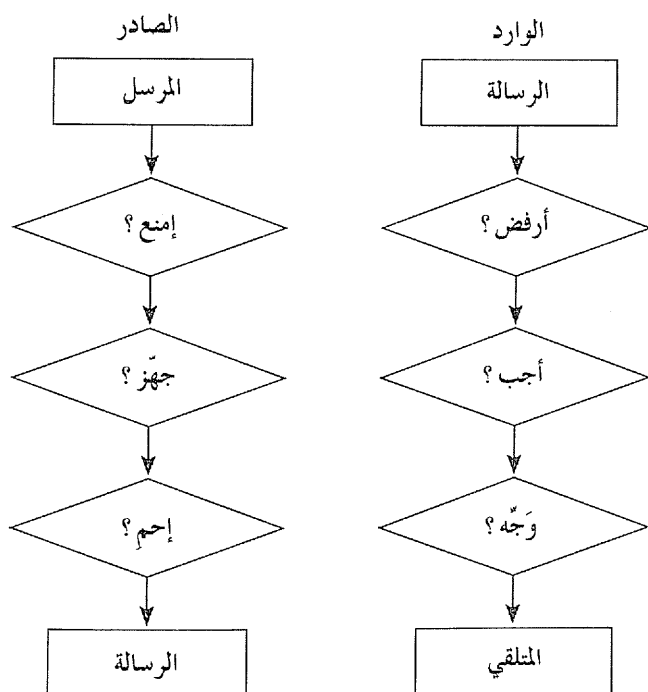 الوارد
الرسالة
أرفض ؟
أجب ؟
وَجِّه ؟
المتلقي
الصادر
المرسل
إمنع ؟
جهّز ؟
إحمِ ؟
الرسالة